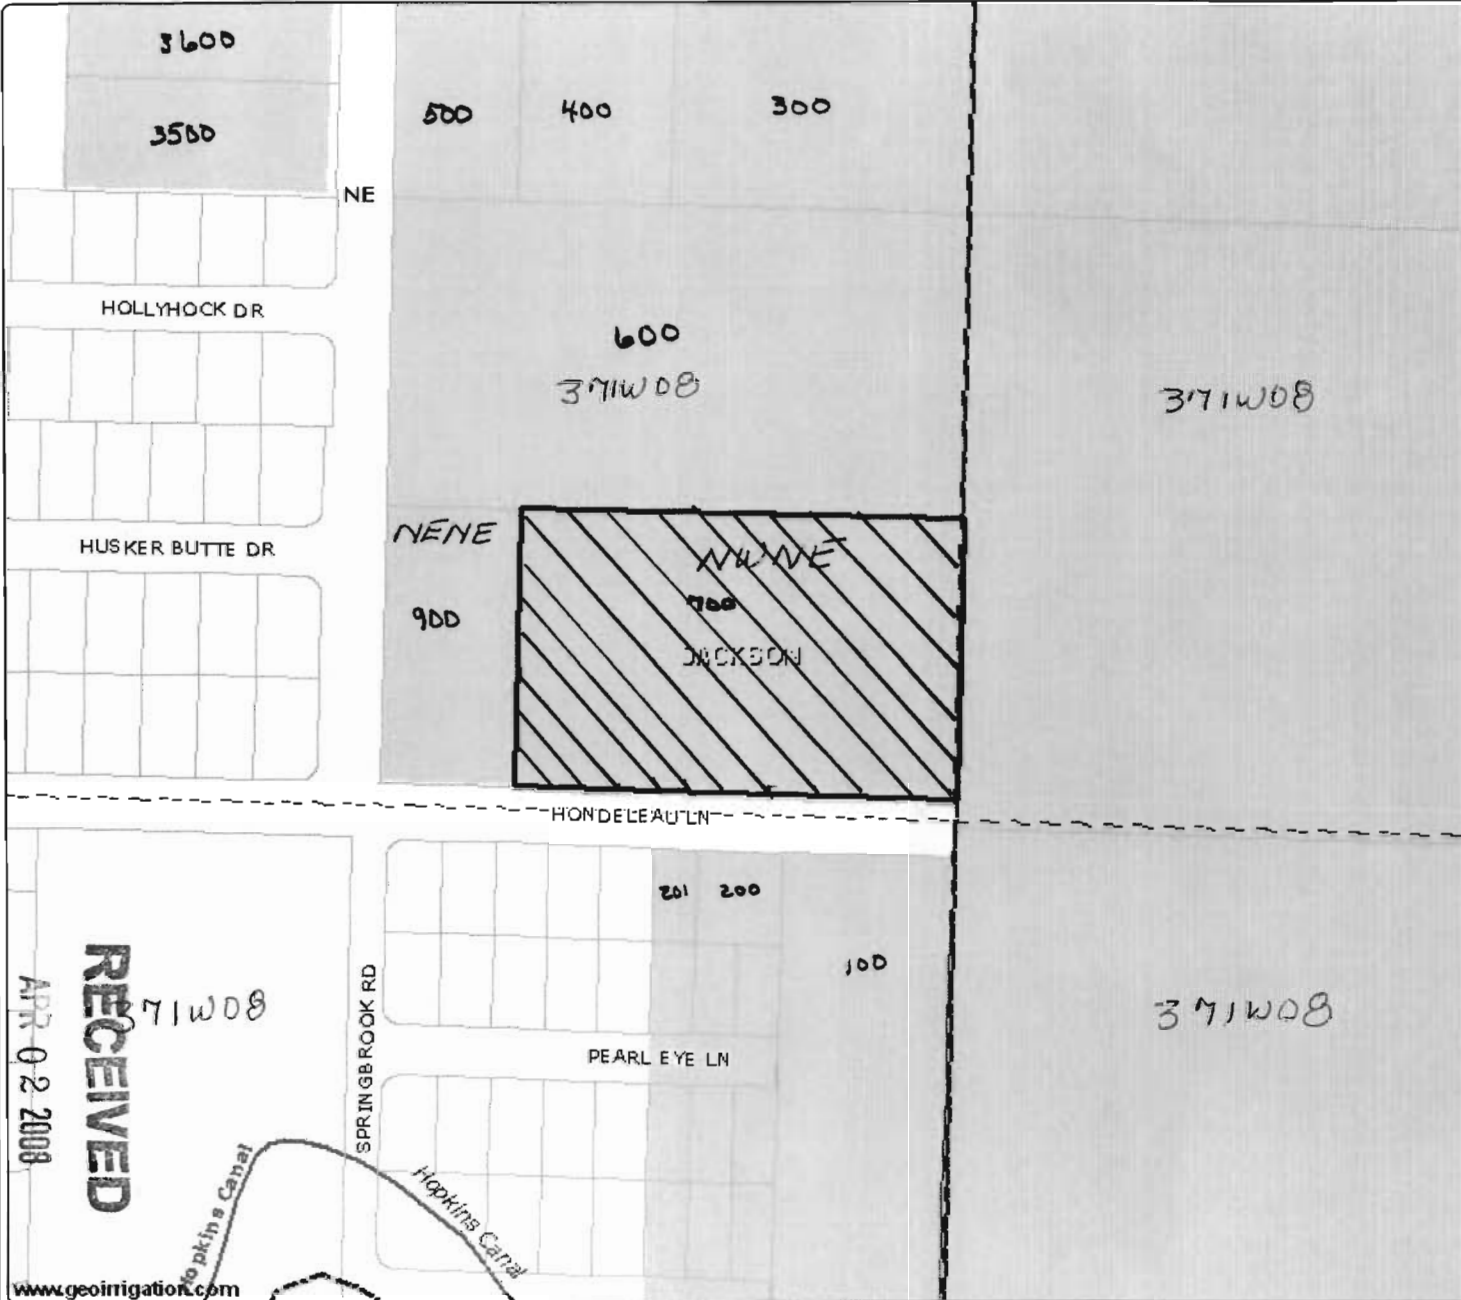 3600
3500
500
400
300
NE
HOLLYHOCK DR
600
371W08
371W08
HUSKER BUTTE DR
NENE
NWNE
900
700
JACKSON
HONDELEAU LN
201
200
100
RECEIVED
APR 02 2008
371W08
SPRINGBROOK RD
PEARL EYE LN
371W08
Hopkins Canal
Hopkins Canal
www.geoirrigation.com